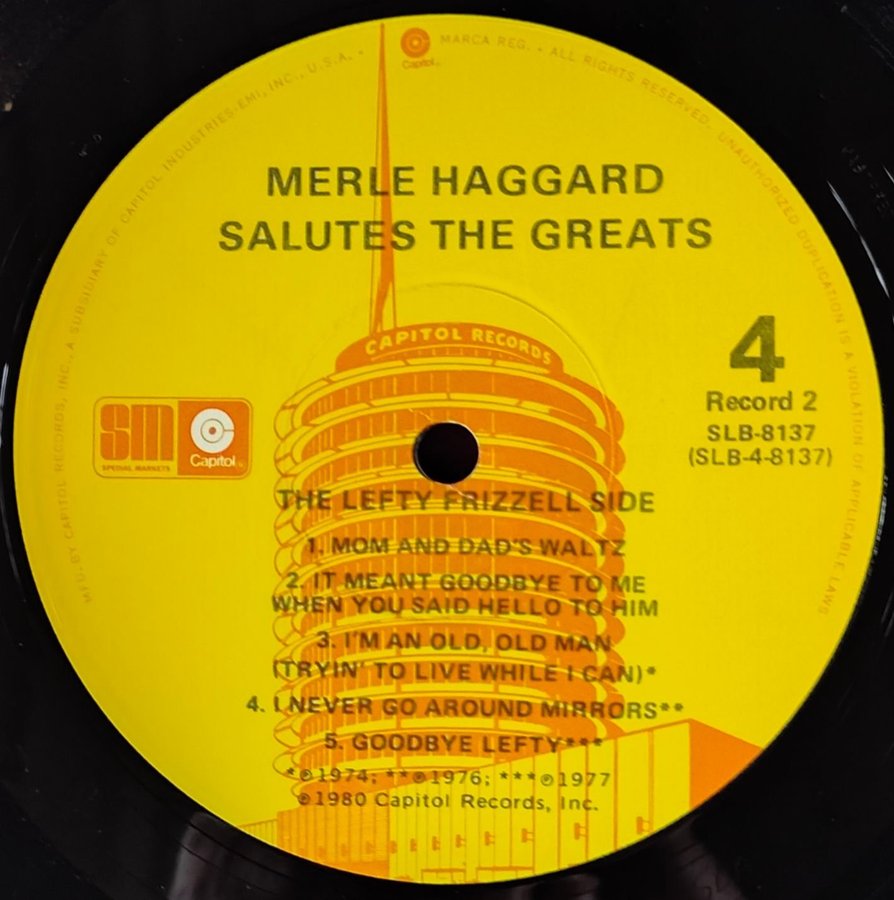 MFD. BY CAPITOL RECORDS, INC., A SUBSIDIARY OF CAPITOL INDUSTRIES-EMI, INC., U.S.A. •
Capitol
MARCA REG. • ALL RIGHTS RESERVED. UNAUTHORIZED DUPLICATION IS A VIOLATION OF APPLICABLE LAWS
MERLE HAGGARD
SALUTES THE GREATS
CAPITOL RECORDS
4
Record 2
SLB-8137
(SLB-4-8137)
SM
SPECIAL MARKETS
Capitol
THE LEFTY FRIZZELL SIDE
1. MOM AND DAD'S WALTZ
2. IT MEANT GOODBYE TO ME
WHEN YOU SAID HELLO TO HIM
3. I'M AN OLD, OLD MAN
(TRYIN' TO LIVE WHILE I CAN)*
4. I NEVER GO AROUND MIRRORS**
5. GOODBYE LEFTY***
*℗1974; **℗1976; ***℗1977
℗1980 Capitol Records, Inc.